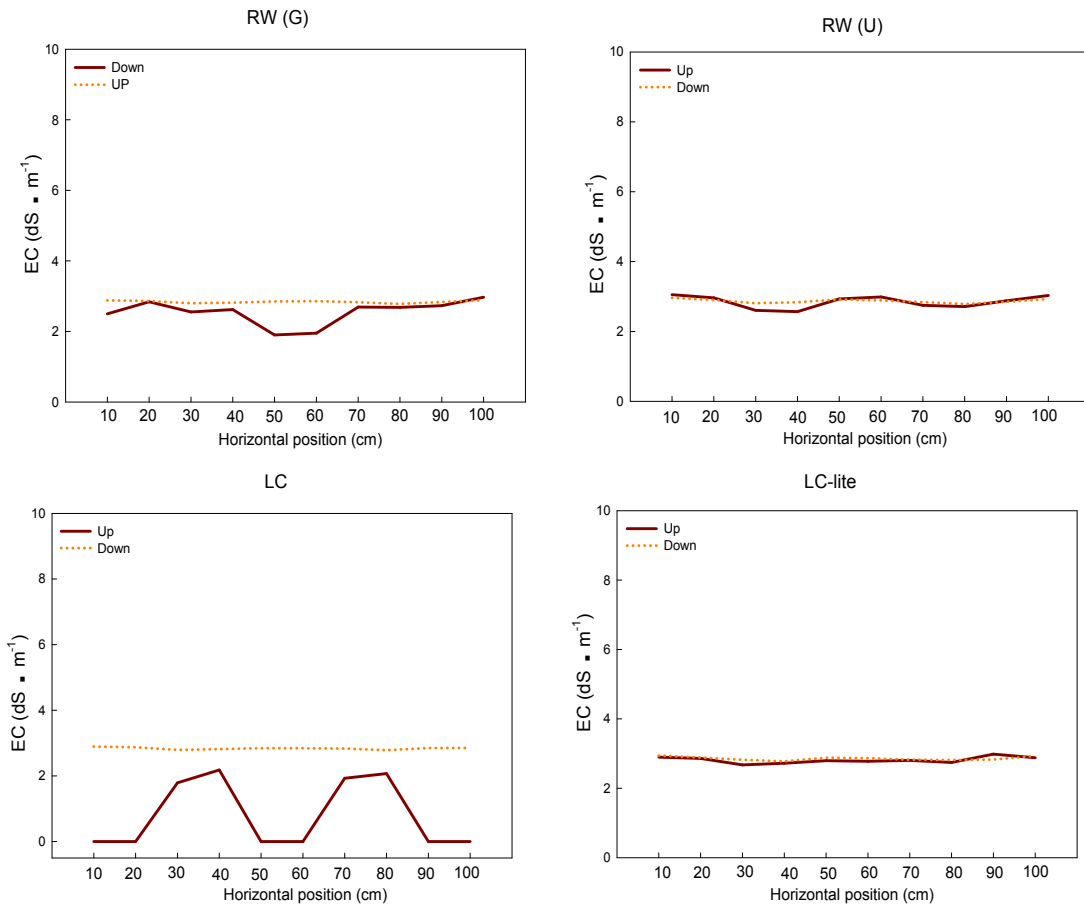 RW (G)
10
8
6
4
2
0
EC (dS ▪ m⁻¹)
Down
UP
10 20 30 40 50 60 70 80 90 100
Horizontal position (cm)
RW (U)
10
8
6
4
2
0
EC (dS ▪ m⁻¹)
Up
Down
10 20 30 40 50 60 70 80 90 100
Horizontal position (cm)
LC
10
8
6
4
2
0
EC (dS ▪ m⁻¹)
Up
Down
10 20 30 40 50 60 70 80 90 100
Horizontal position (cm)
LC-lite
10
8
6
4
2
0
EC (dS ▪ m⁻¹)
Up
Down
10 20 30 40 50 60 70 80 90 100
Horizontal position (cm)